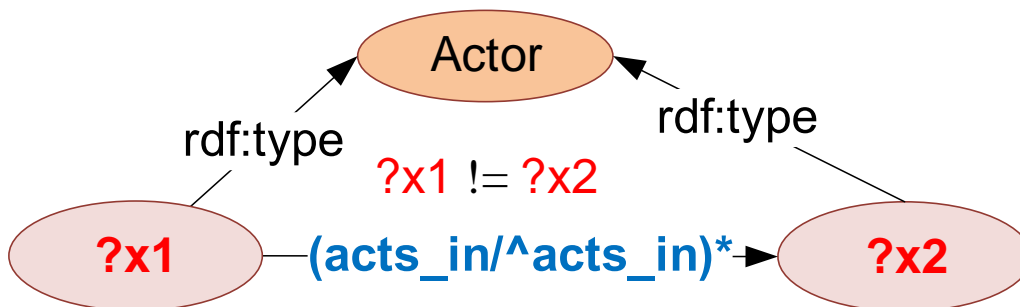 Actor
rdf:type
rdf:type
?x1 != ?x2
?x1
(acts_in/^acts_in)*
?x2